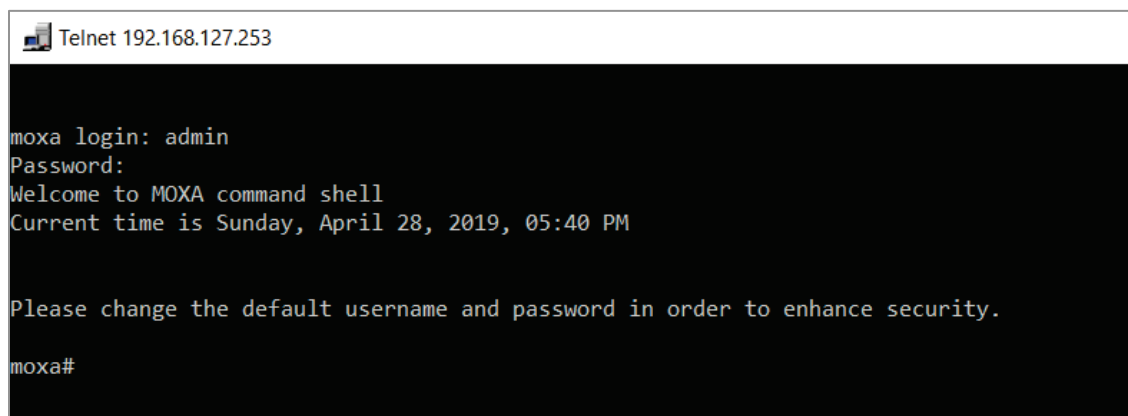 Telnet 192.168.127.253
moxa login: admin
Password:
Welcome to MOXA command shell
Current time is Sunday, April 28, 2019, 05:40 PM
Please change the default username and password in order to enhance security.
moxa#